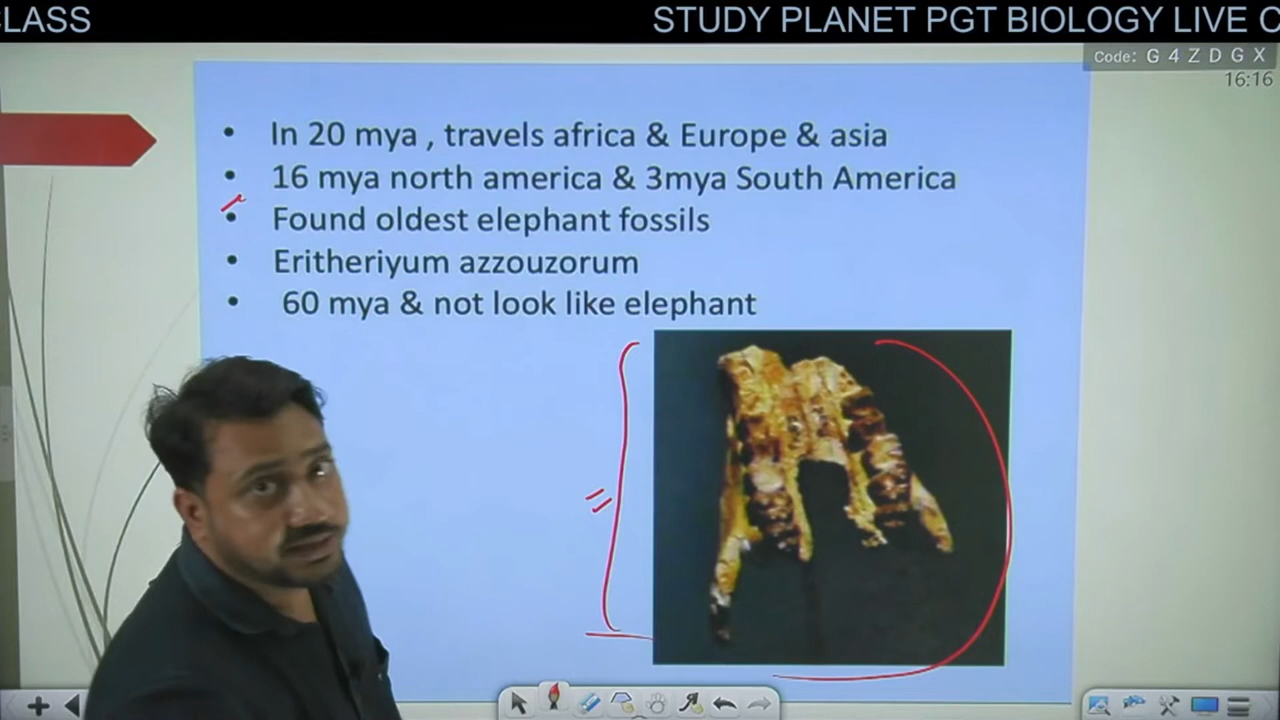 CLASS
STUDY PLANET PGT BIOLOGY LIVE C
Code: G 4 Z D G X
16:16
• In 20 mya , travels africa & Europe & asia
• 16 mya north america & 3mya South America
• Found oldest elephant fossils
• Eritheriyum azzouzorum
• 60 mya & not look like elephant